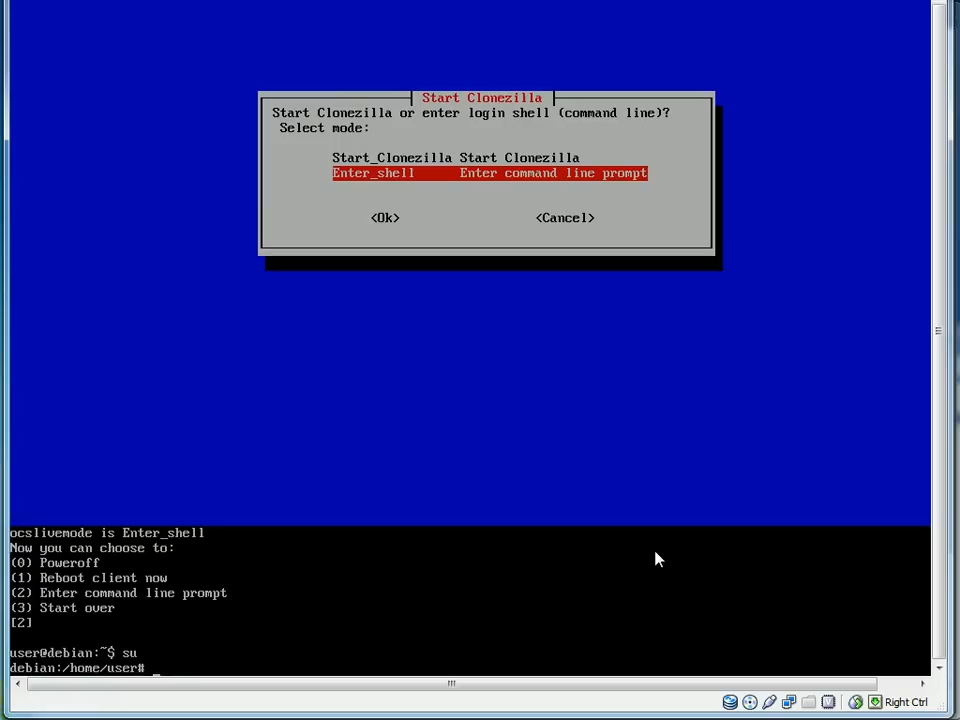 Start Clonezilla
Start Clonezilla or enter login shell (command line)?
Select mode:
Start_Clonezilla Start Clonezilla
Enter_shell Enter command line prompt
<Ok> <Cancel>
ocslivemode is Enter_shell
Now you can choose to:
(0) Poweroff
(1) Reboot client now
(2) Enter command line prompt
(3) Start over
[2]
user@debian:~$ su
debian:/home/user# _
Right Ctrl